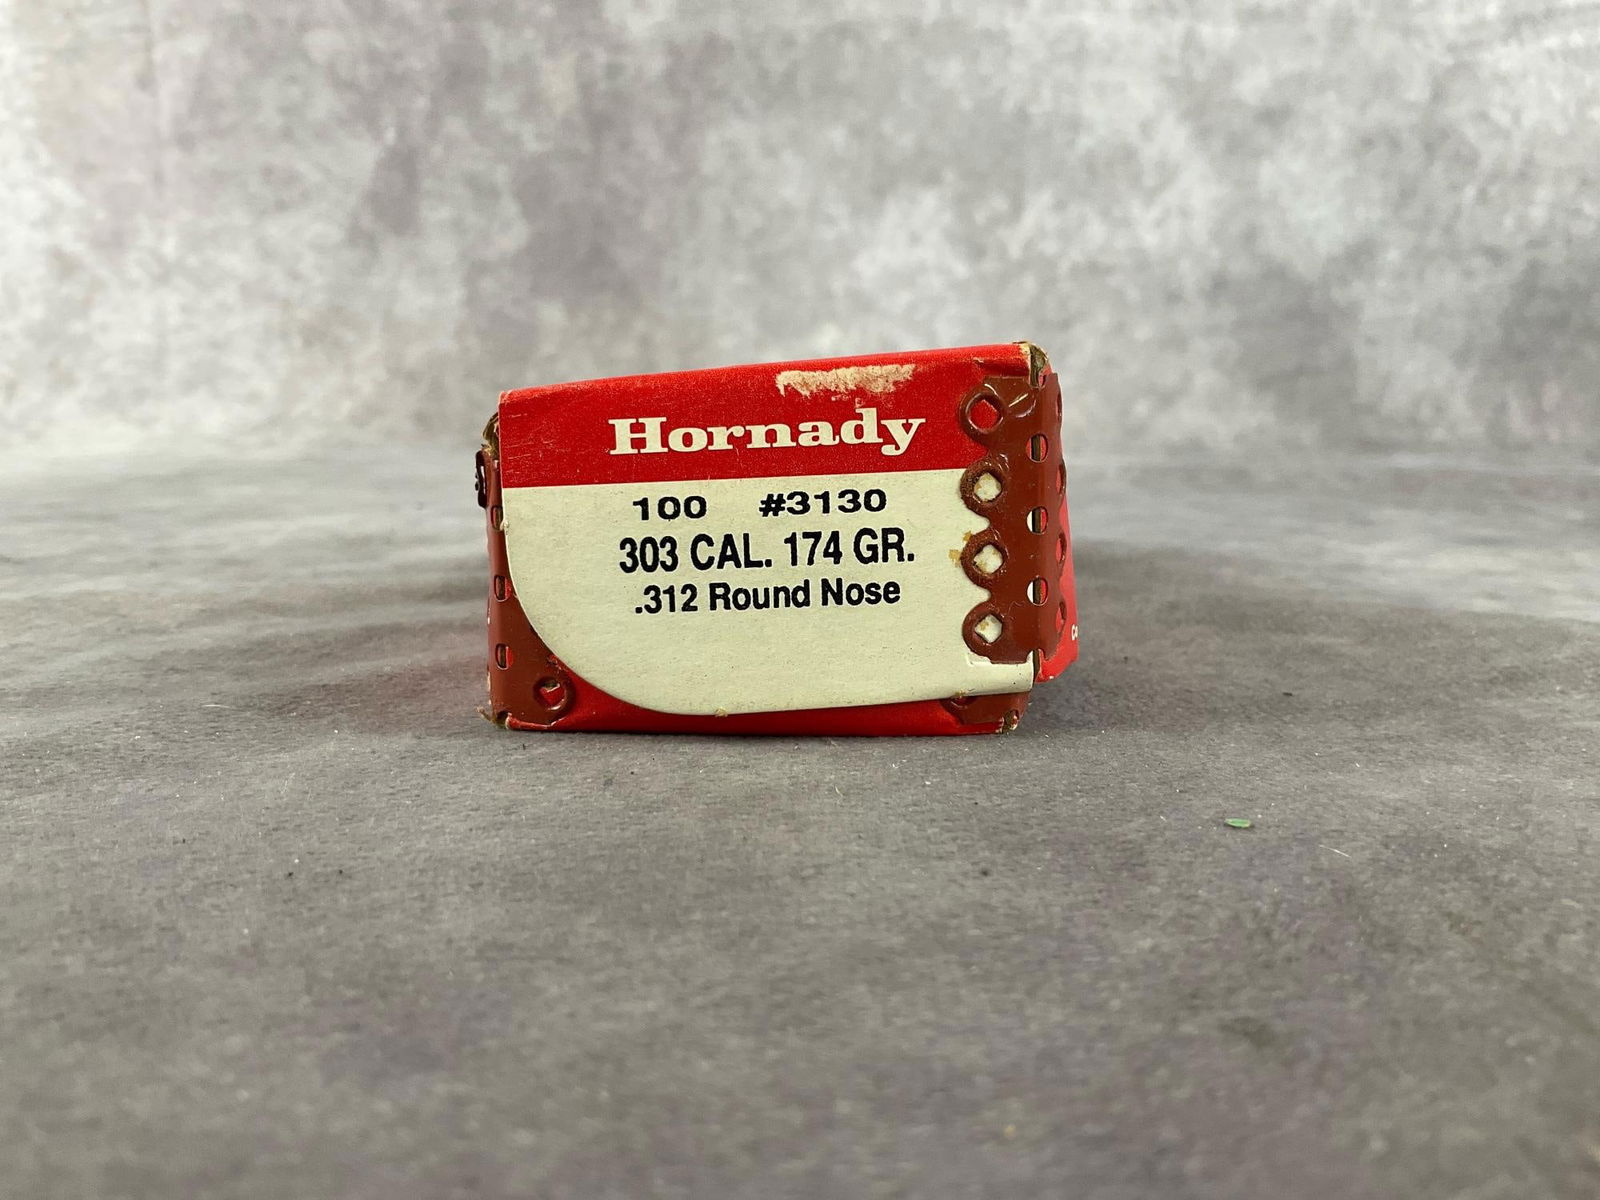 Hornady
100 #3130
303 CAL. 174 GR.
.312 Round Nose